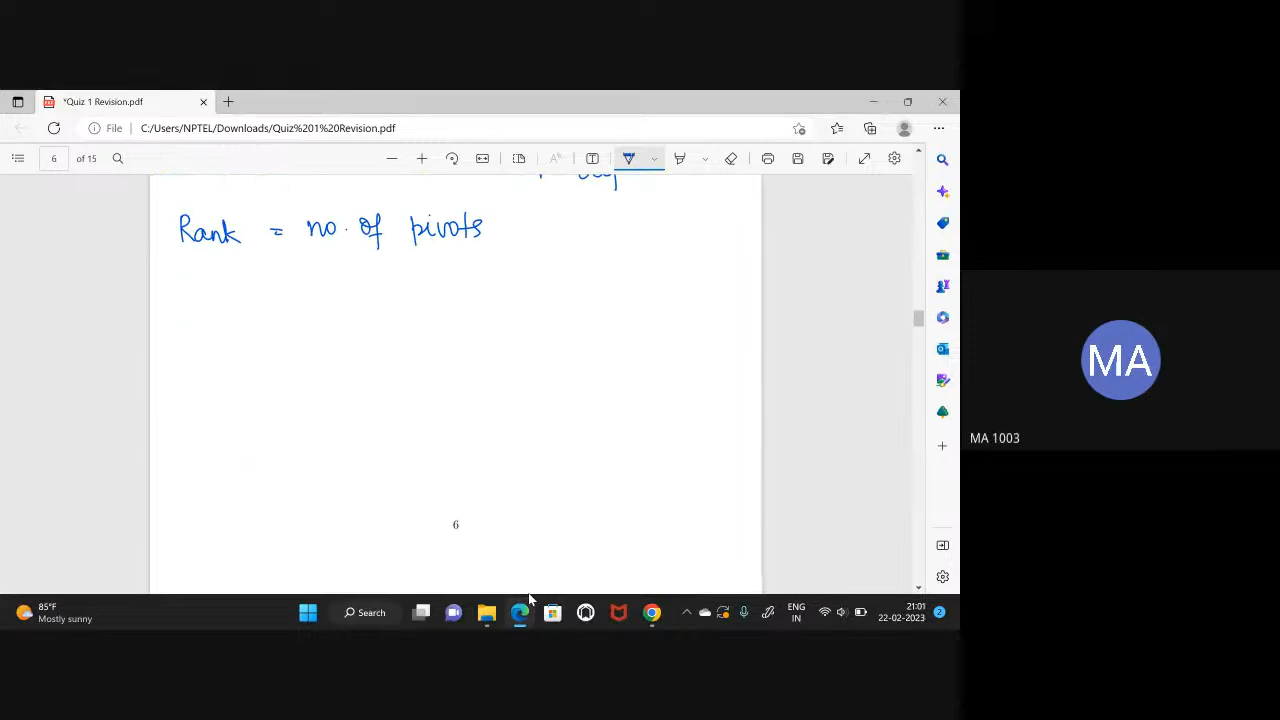 *Quiz 1 Revision.pdf
File C:/Users/NPTEL/Downloads/Quiz%201%20Revision.pdf
6 of 15
Rank = no. of pivots
6
MA
MA 1003
85°F
Mostly sunny
Search
ENG
IN
21:01
22-02-2023
2